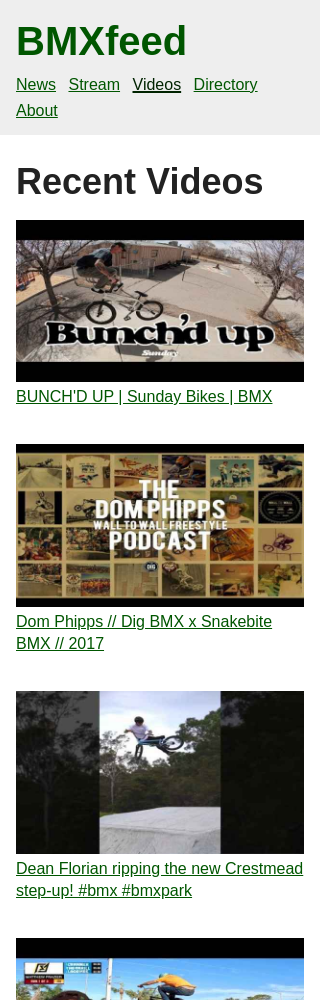 BMXfeed
News Stream Videos Directory
About
Recent Videos
Bunch'd up
Sunday
BUNCH'D UP | Sunday Bikes | BMX
THE
DOM PHIPPS
WALL TO WALL FREESTYLE
PODCAST
Dom Phipps // Dig BMX x Snakebite
BMX // 2017
Dean Florian ripping the new Crestmead
step-up! #bmx #bmxpark